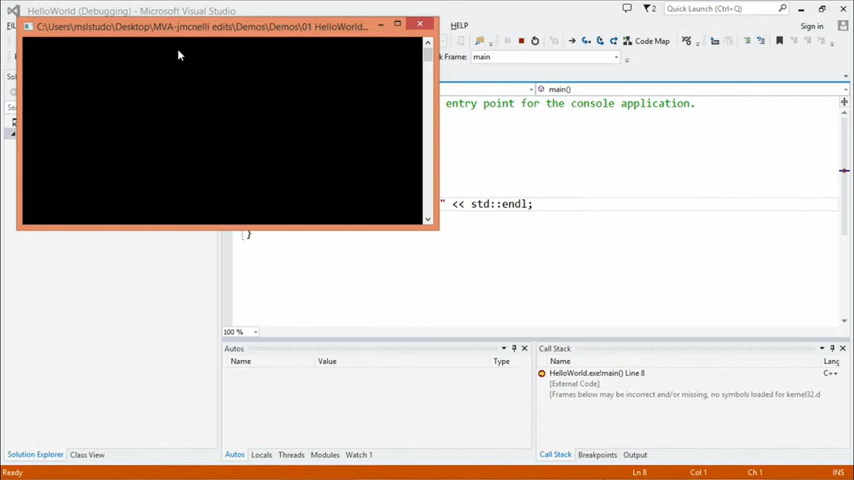 HelloWorld (Debugging) - Microsoft Visual Studio
Quick Launch (Ctrl+Q)
C:\Users\mslstudo\Desktop\MVA-jmcnelli edits\Demos\Demos\01 HelloWorld...
HELP
Sign in
Code Map
Frame: main
main()
entry point for the console application.
" << std::endl;
}
100 %
Autos
Name Value Type
Call Stack
Name Lang
HelloWorld.exe!main() Line 8 C++
[External Code]
[Frames below may be incorrect and/or missing, no symbols loaded for kernel32.d
Solution Explorer Class View
Autos Locals Threads Modules Watch 1
Call Stack Breakpoints Output
Ready Ln 8 Col 1 Ch 1 INS